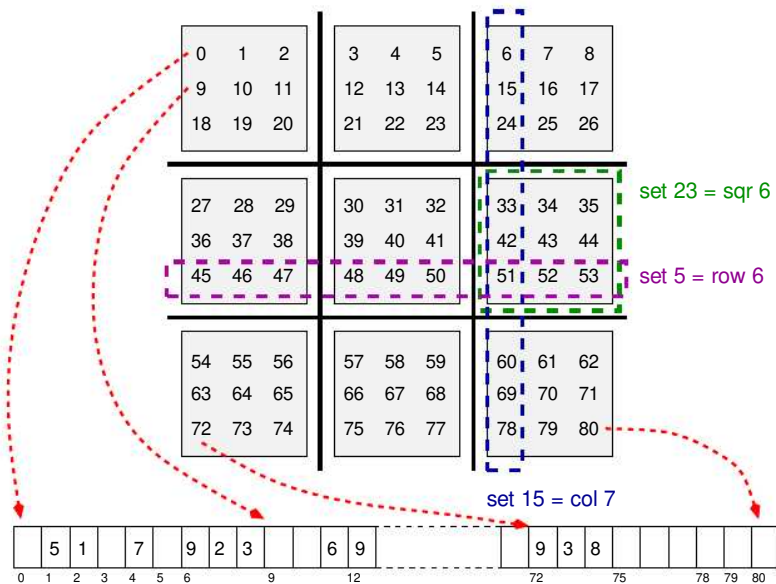 0 1 2 3 4 5 6 7 8
9 10 11 12 13 14 15 16 17
18 19 20 21 22 23 24 25 26
set 23 = sqr 6
27 28 29 30 31 32 33 34 35
36 37 38 39 40 41 42 43 44
45 46 47 48 49 50 51 52 53 set 5 = row 6
54 55 56 57 58 59 60 61 62
63 64 65 66 67 68 69 70 71
72 73 74 75 76 77 78 79 80
set 15 = col 7
5 1 7 9 2 3 6 9 9 3 8
0 1 2 3 4 5 6 9 12 72 75 78 79 80